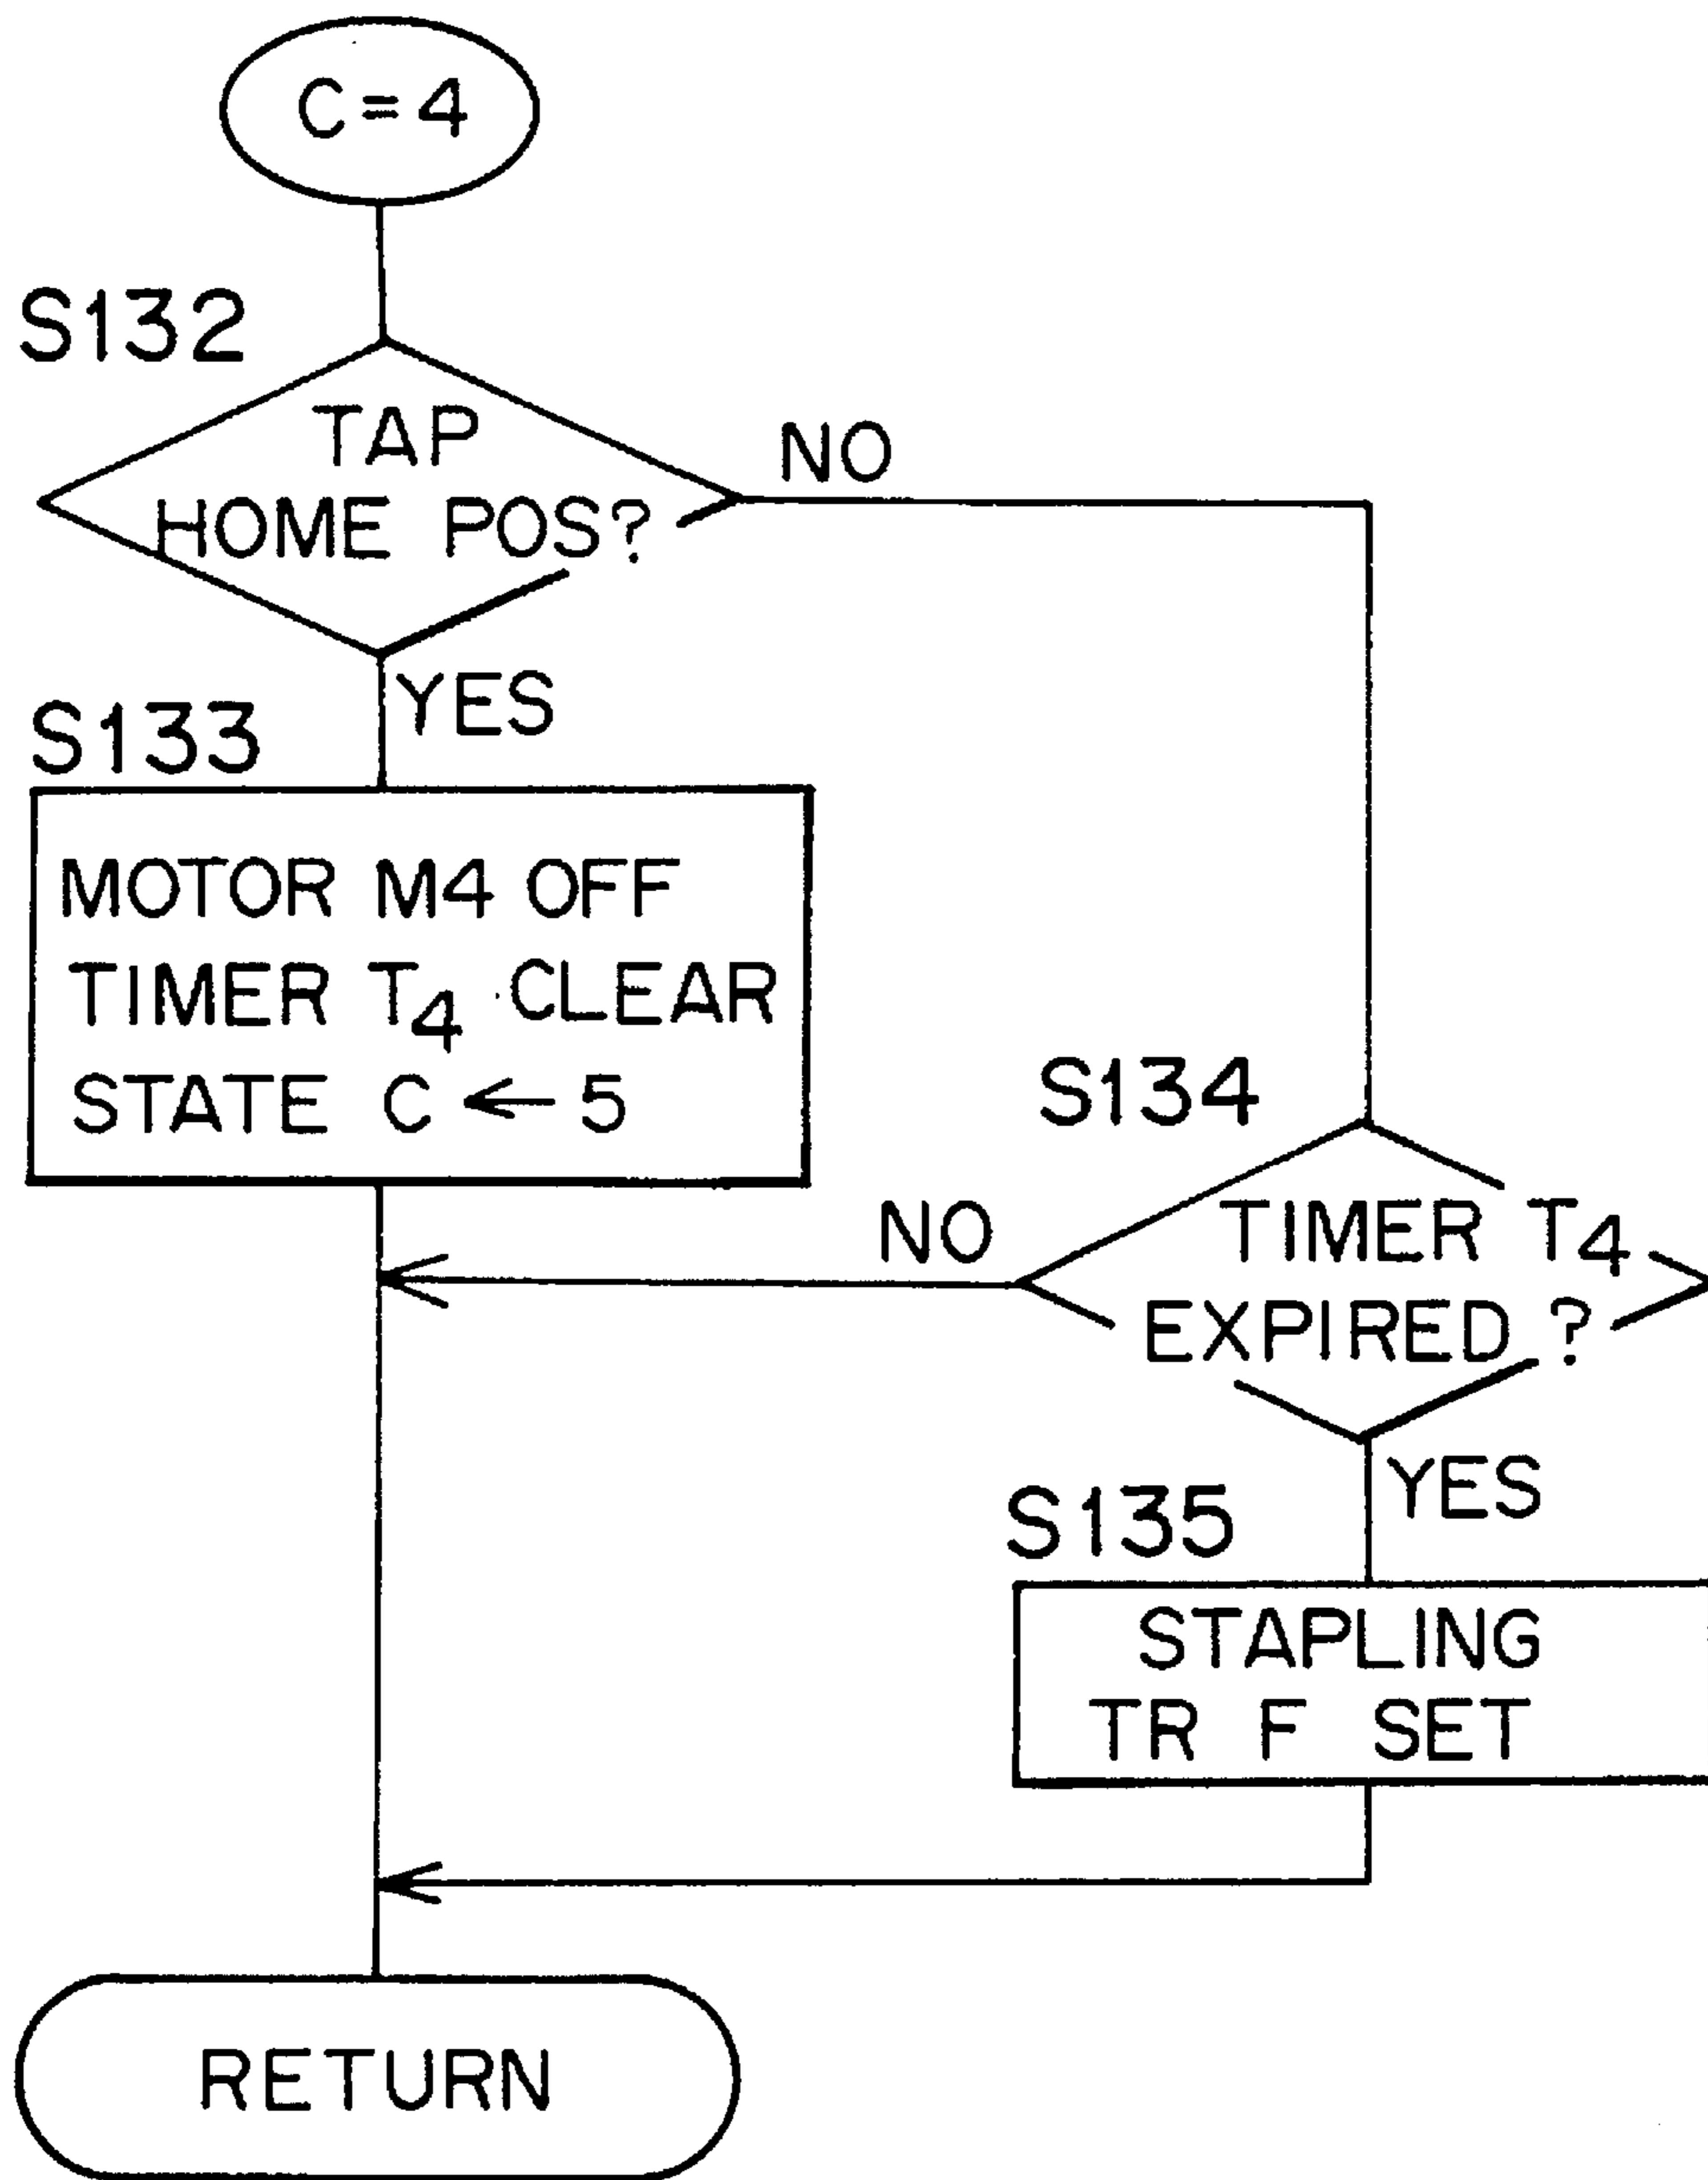 C=4
S132
TAP
HOME POS?
NO
YES
S133
MOTOR M4 OFF
TIMER T4 CLEAR
STATE C ← 5
S134
NO
TIMER T4
EXPIRED ?
YES
S135
STAPLING
TR F SET
RETURN